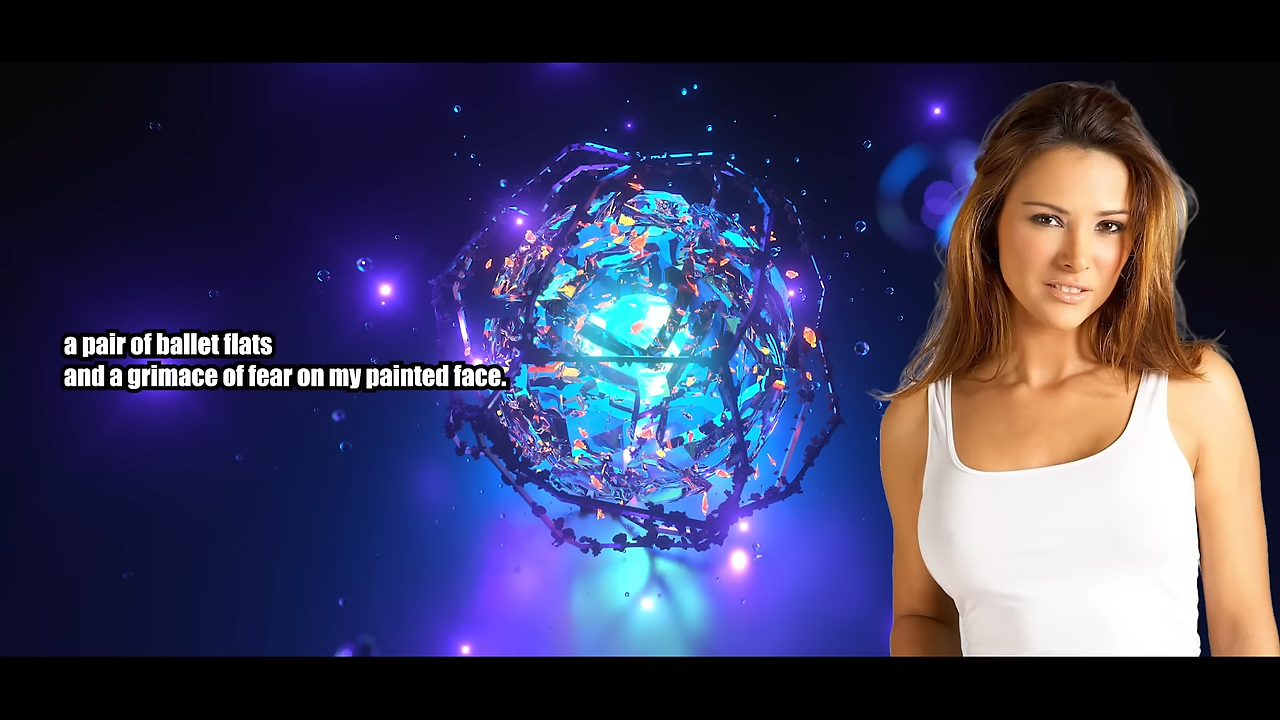 a pair of ballet flats
and a grimace of fear on my painted face.